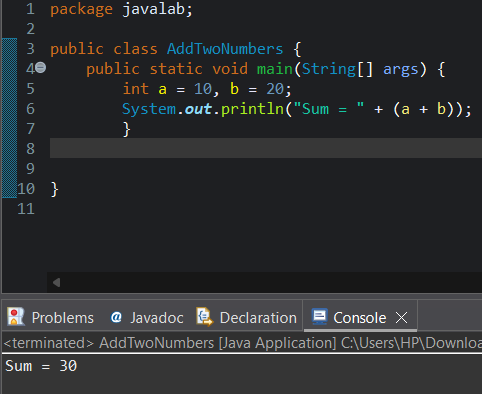 1 package javalab;
2
3 public class AddTwoNumbers {
4 public static void main(String[] args) {
5 int a = 10, b = 20;
6 System.out.println("Sum = " + (a + b));
7 }
8
9
10 }
11
Problems @ Javadoc Declaration Console
<terminated> AddTwoNumbers [Java Application] C:\Users\HP\Downloa
Sum = 30